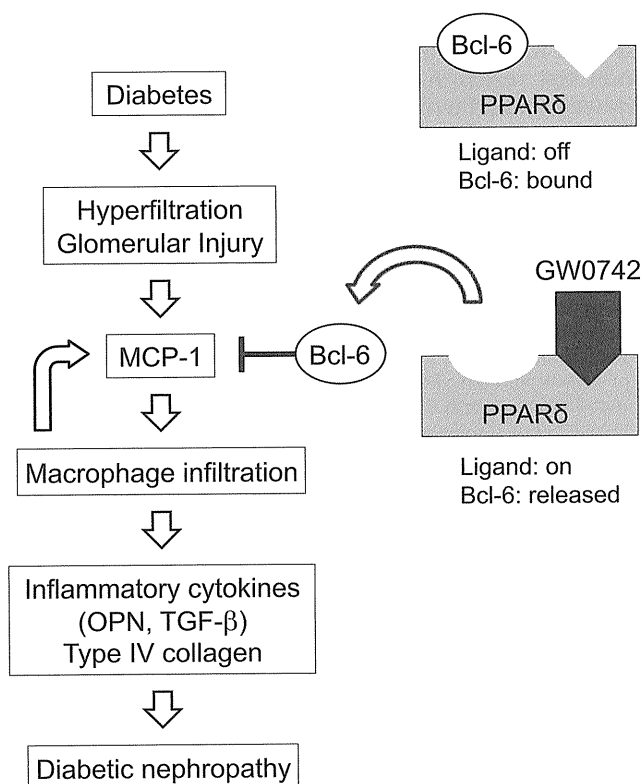 Diabetes
Hyperfiltration
Glomerular Injury
MCP-1
Macrophage infiltration
Inflammatory cytokines
(OPN, TGF-β)
Type IV collagen
Diabetic nephropathy
Bcl-6
Bcl-6
PPARδ
Ligand: off
Bcl-6: bound
GW0742
PPARδ
Ligand: on
Bcl-6: released